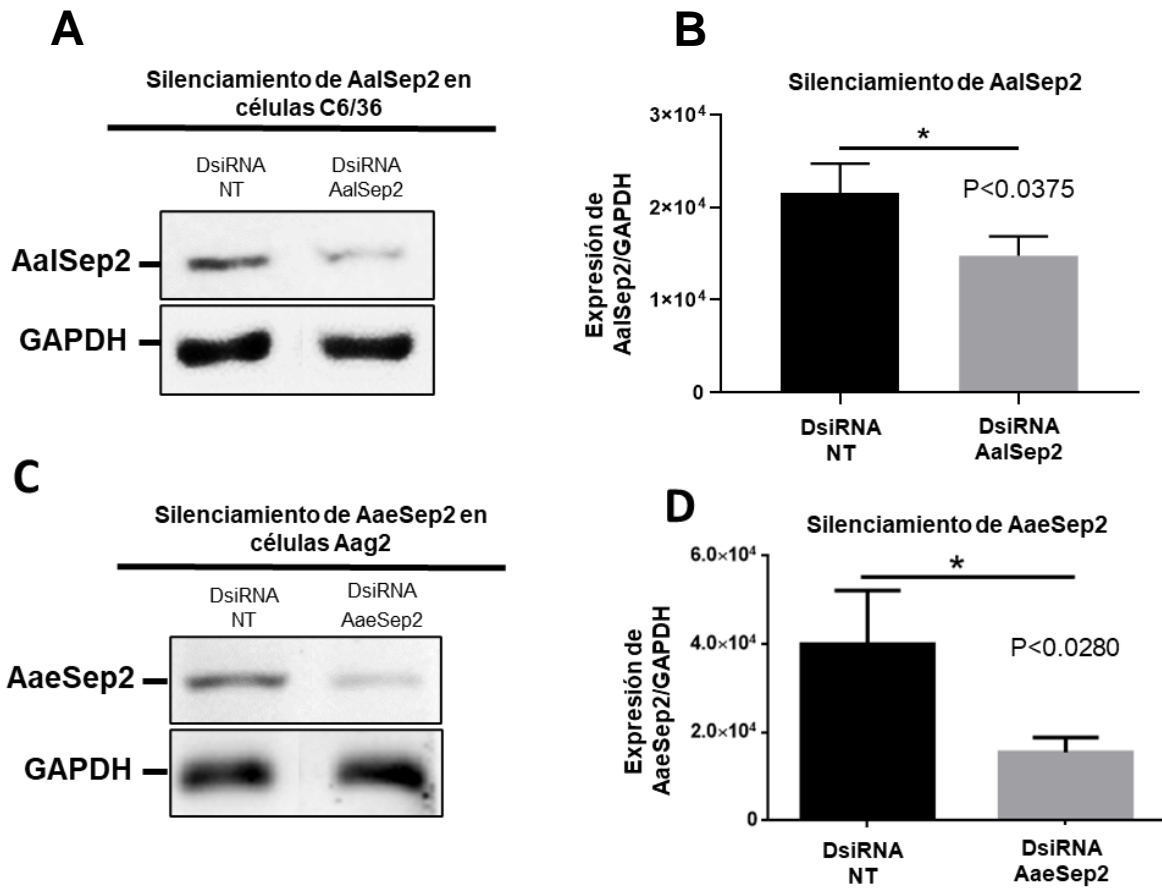 A
Silenciamiento de AalSep2 en
células C6/36
DsiRNA
NT
DsiRNA
AalSep2
AalSep2
GAPDH
B
Silenciamiento de AalSep2
Expresión de
AalSep2/GAPDH
3×10⁴
2×10⁴
1×10⁴
0
*
P<0.0375
DsiRNA
NT
DsiRNA
AalSep2
C
Silenciamiento de AaeSep2 en
células Aag2
DsiRNA
NT
DsiRNA
AaeSep2
AaeSep2
GAPDH
D
Silenciamiento de AaeSep2
Expresión de
AaeSep2/GAPDH
6.0×10⁴
4.0×10⁴
2.0×10⁴
0
*
P<0.0280
DsiRNA
NT
DsiRNA
AaeSep2